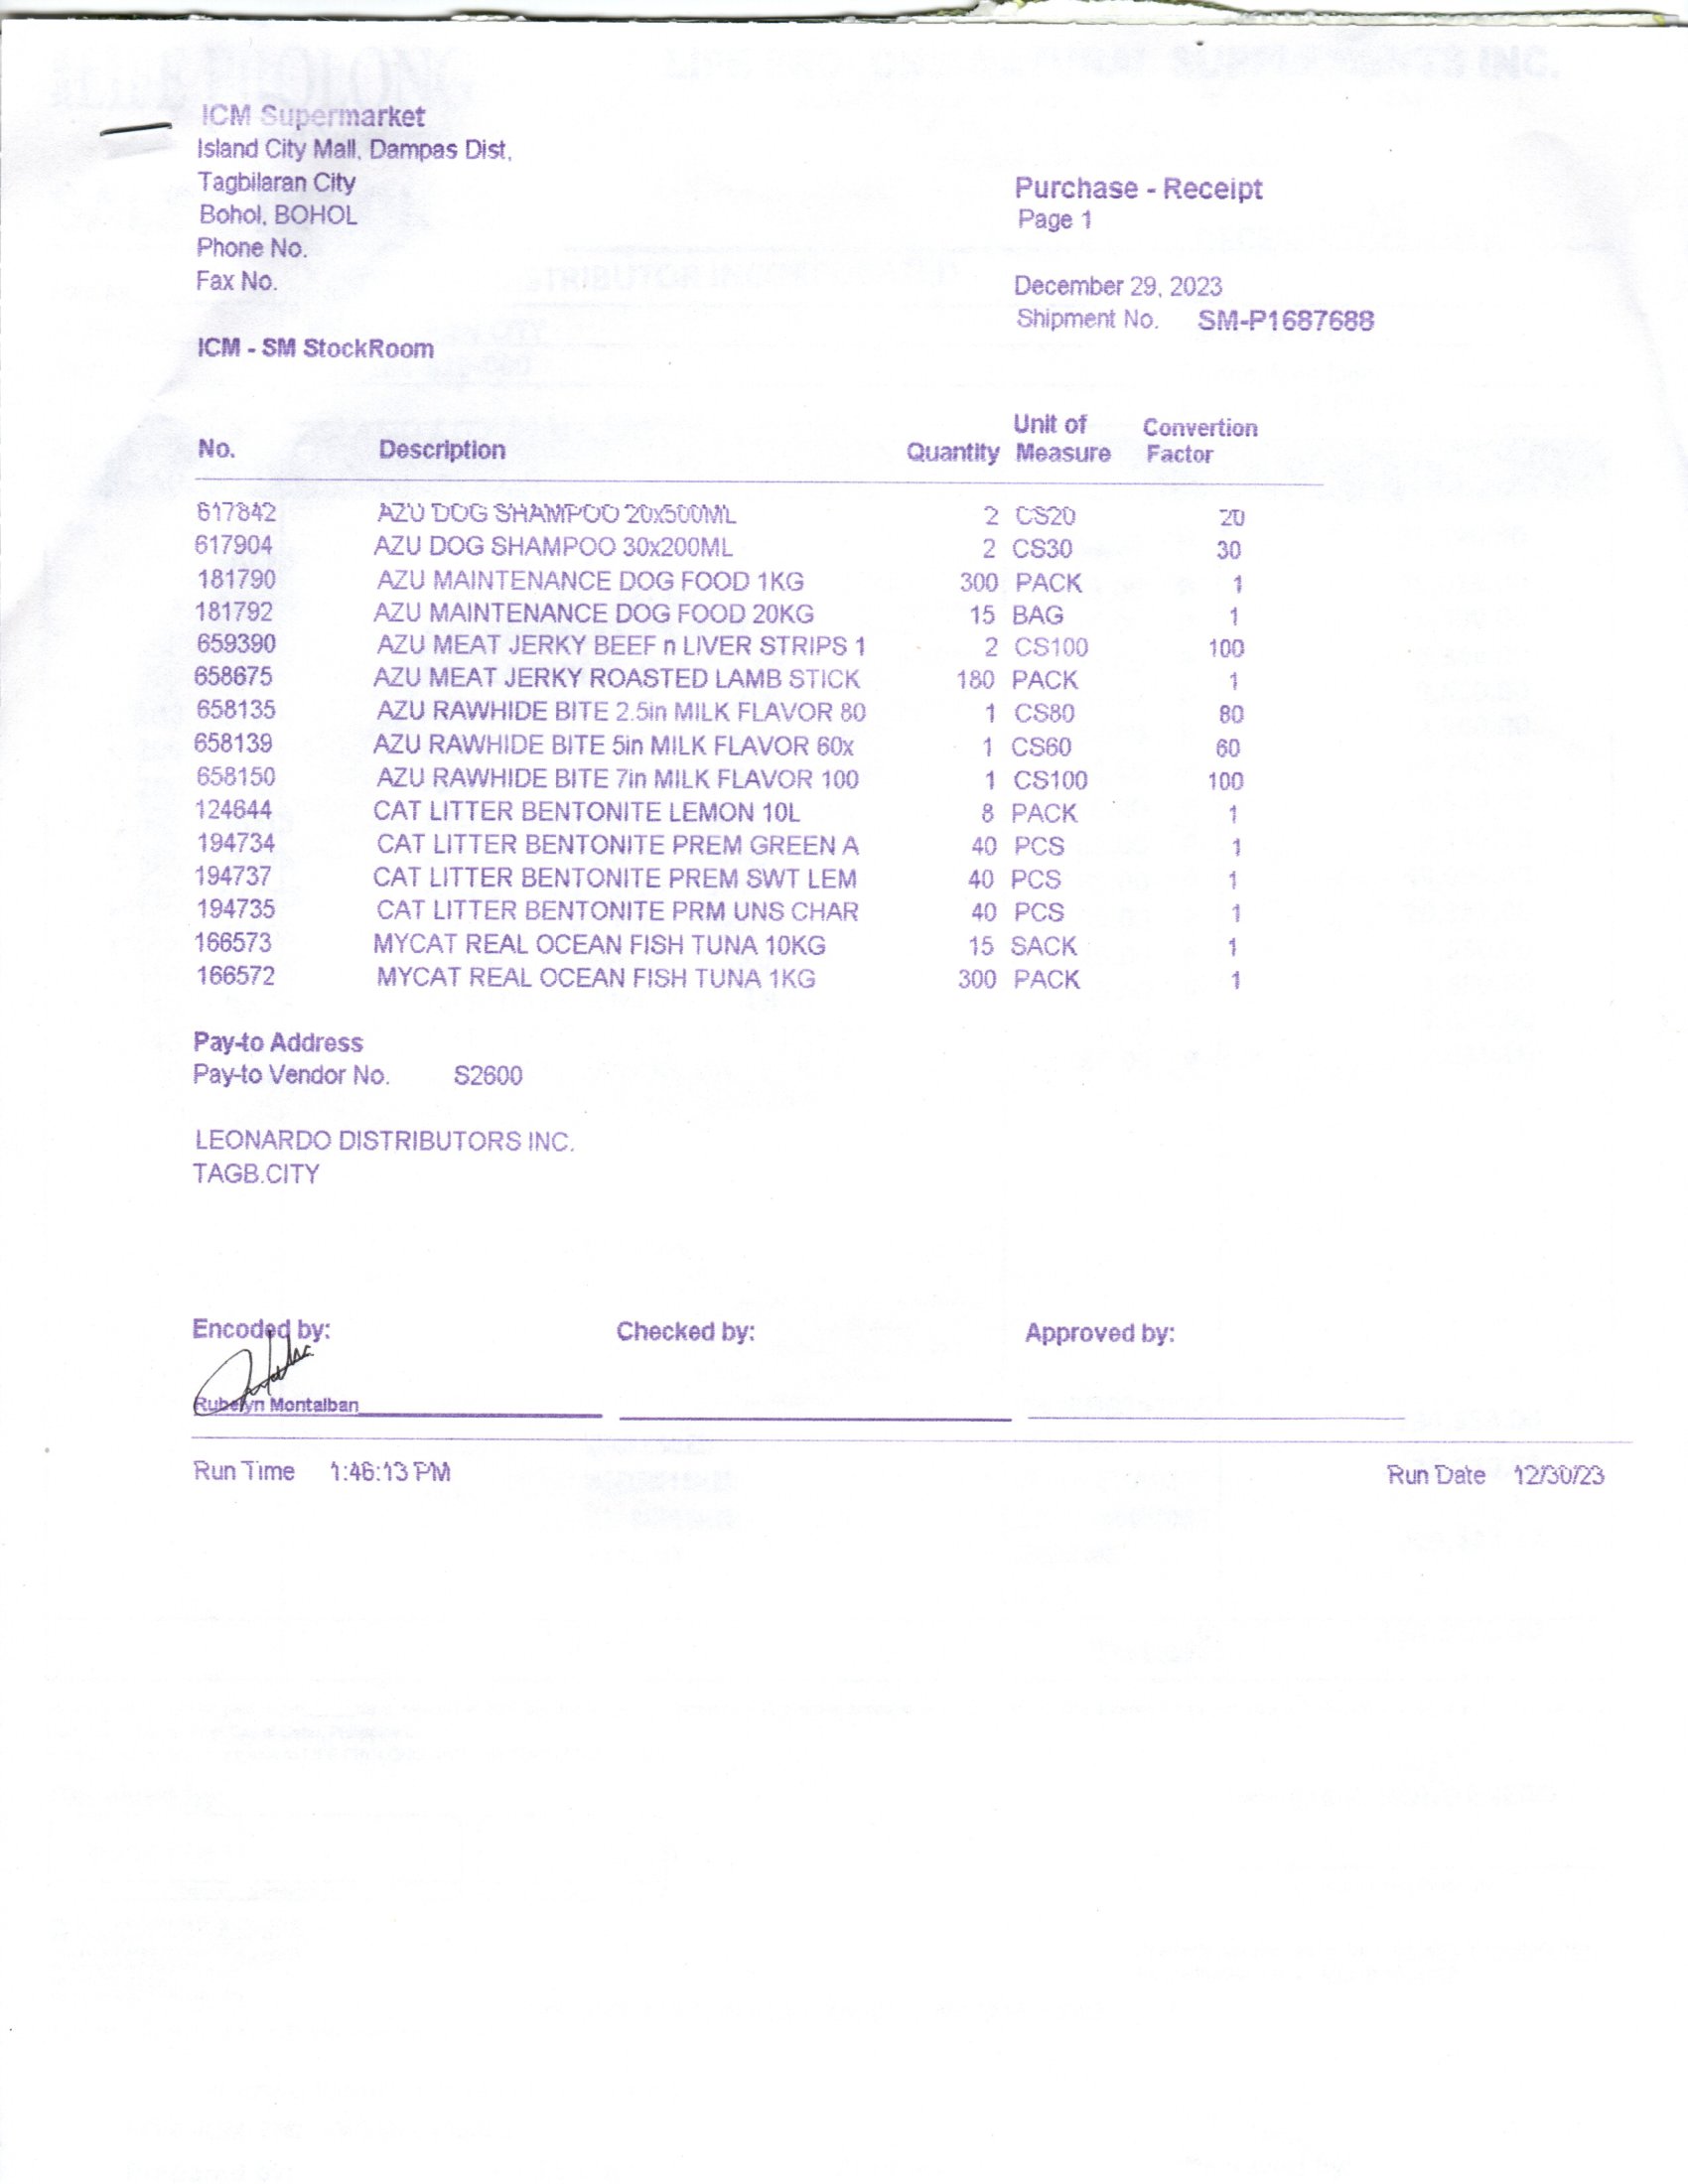 ICM Supermarket
Island City Mall, Dampas Dist,
Tagbilaran City
Bohol, BOHOL
Phone No.
Fax No.
Purchase - Receipt
Page 1
December 29, 2023
Shipment No. SM-P1687688
ICM - SM StockRoom
No. Description Quantity Unit of Measure Convertion Factor
617842 AZU DOG SHAMPOO 20x500ML 2 CS20 20
617904 AZU DOG SHAMPOO 30x200ML 2 CS30 30
181790 AZU MAINTENANCE DOG FOOD 1KG 300 PACK 1
181792 AZU MAINTENANCE DOG FOOD 20KG 15 BAG 1
659390 AZU MEAT JERKY BEEF n LIVER STRIPS 1 2 CS100 100
658675 AZU MEAT JERKY ROASTED LAMB STICK 180 PACK 1
658135 AZU RAWHIDE BITE 2.5in MILK FLAVOR 80 1 CS80 80
658139 AZU RAWHIDE BITE 5in MILK FLAVOR 60x 1 CS60 60
658150 AZU RAWHIDE BITE 7in MILK FLAVOR 100 1 CS100 100
124644 CAT LITTER BENTONITE LEMON 10L 8 PACK 1
194734 CAT LITTER BENTONITE PREM GREEN A 40 PCS 1
194737 CAT LITTER BENTONITE PREM SWT LEM 40 PCS 1
194735 CAT LITTER BENTONITE PRM UNS CHAR 40 PCS 1
166573 MYCAT REAL OCEAN FISH TUNA 10KG 15 SACK 1
166572 MYCAT REAL OCEAN FISH TUNA 1KG 300 PACK 1
Pay-to Address
Pay-to Vendor No. S2600
LEONARDO DISTRIBUTORS INC.
TAGB.CITY
Encoded by: Checked by: Approved by:
Rubelyn Montalban
Run Time 1:46:13 PM Run Date 12/30/23